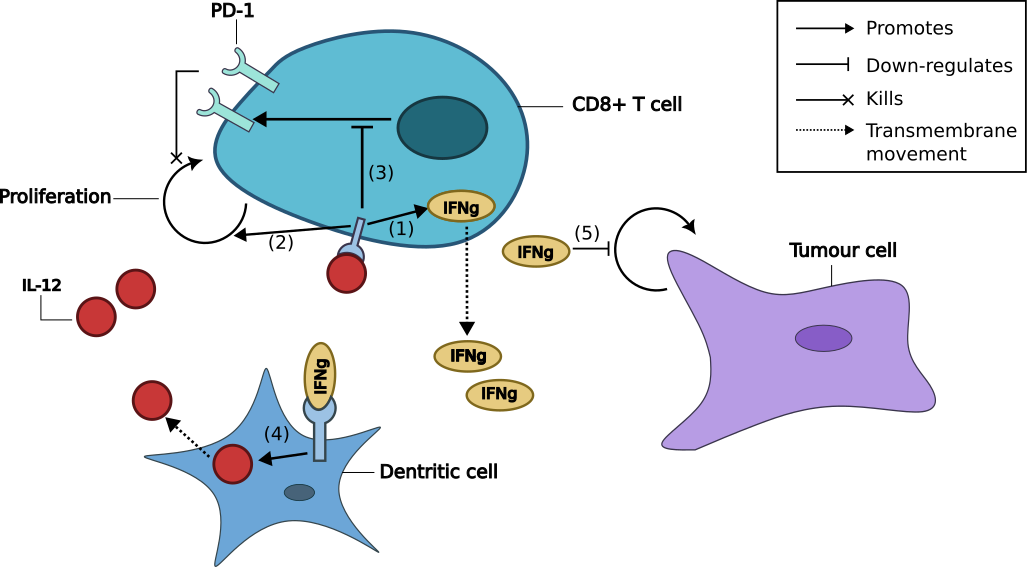 PD-1
Promotes
Down-regulates
Kills
Transmembrane
movement
CD8+ T cell
(3)
Proliferation
IFNg
(1)
(2)
(5)
IFNg
Tumour cell
IL-12
IFNg
IFNg
IFNg
(4)
Dentritic cell